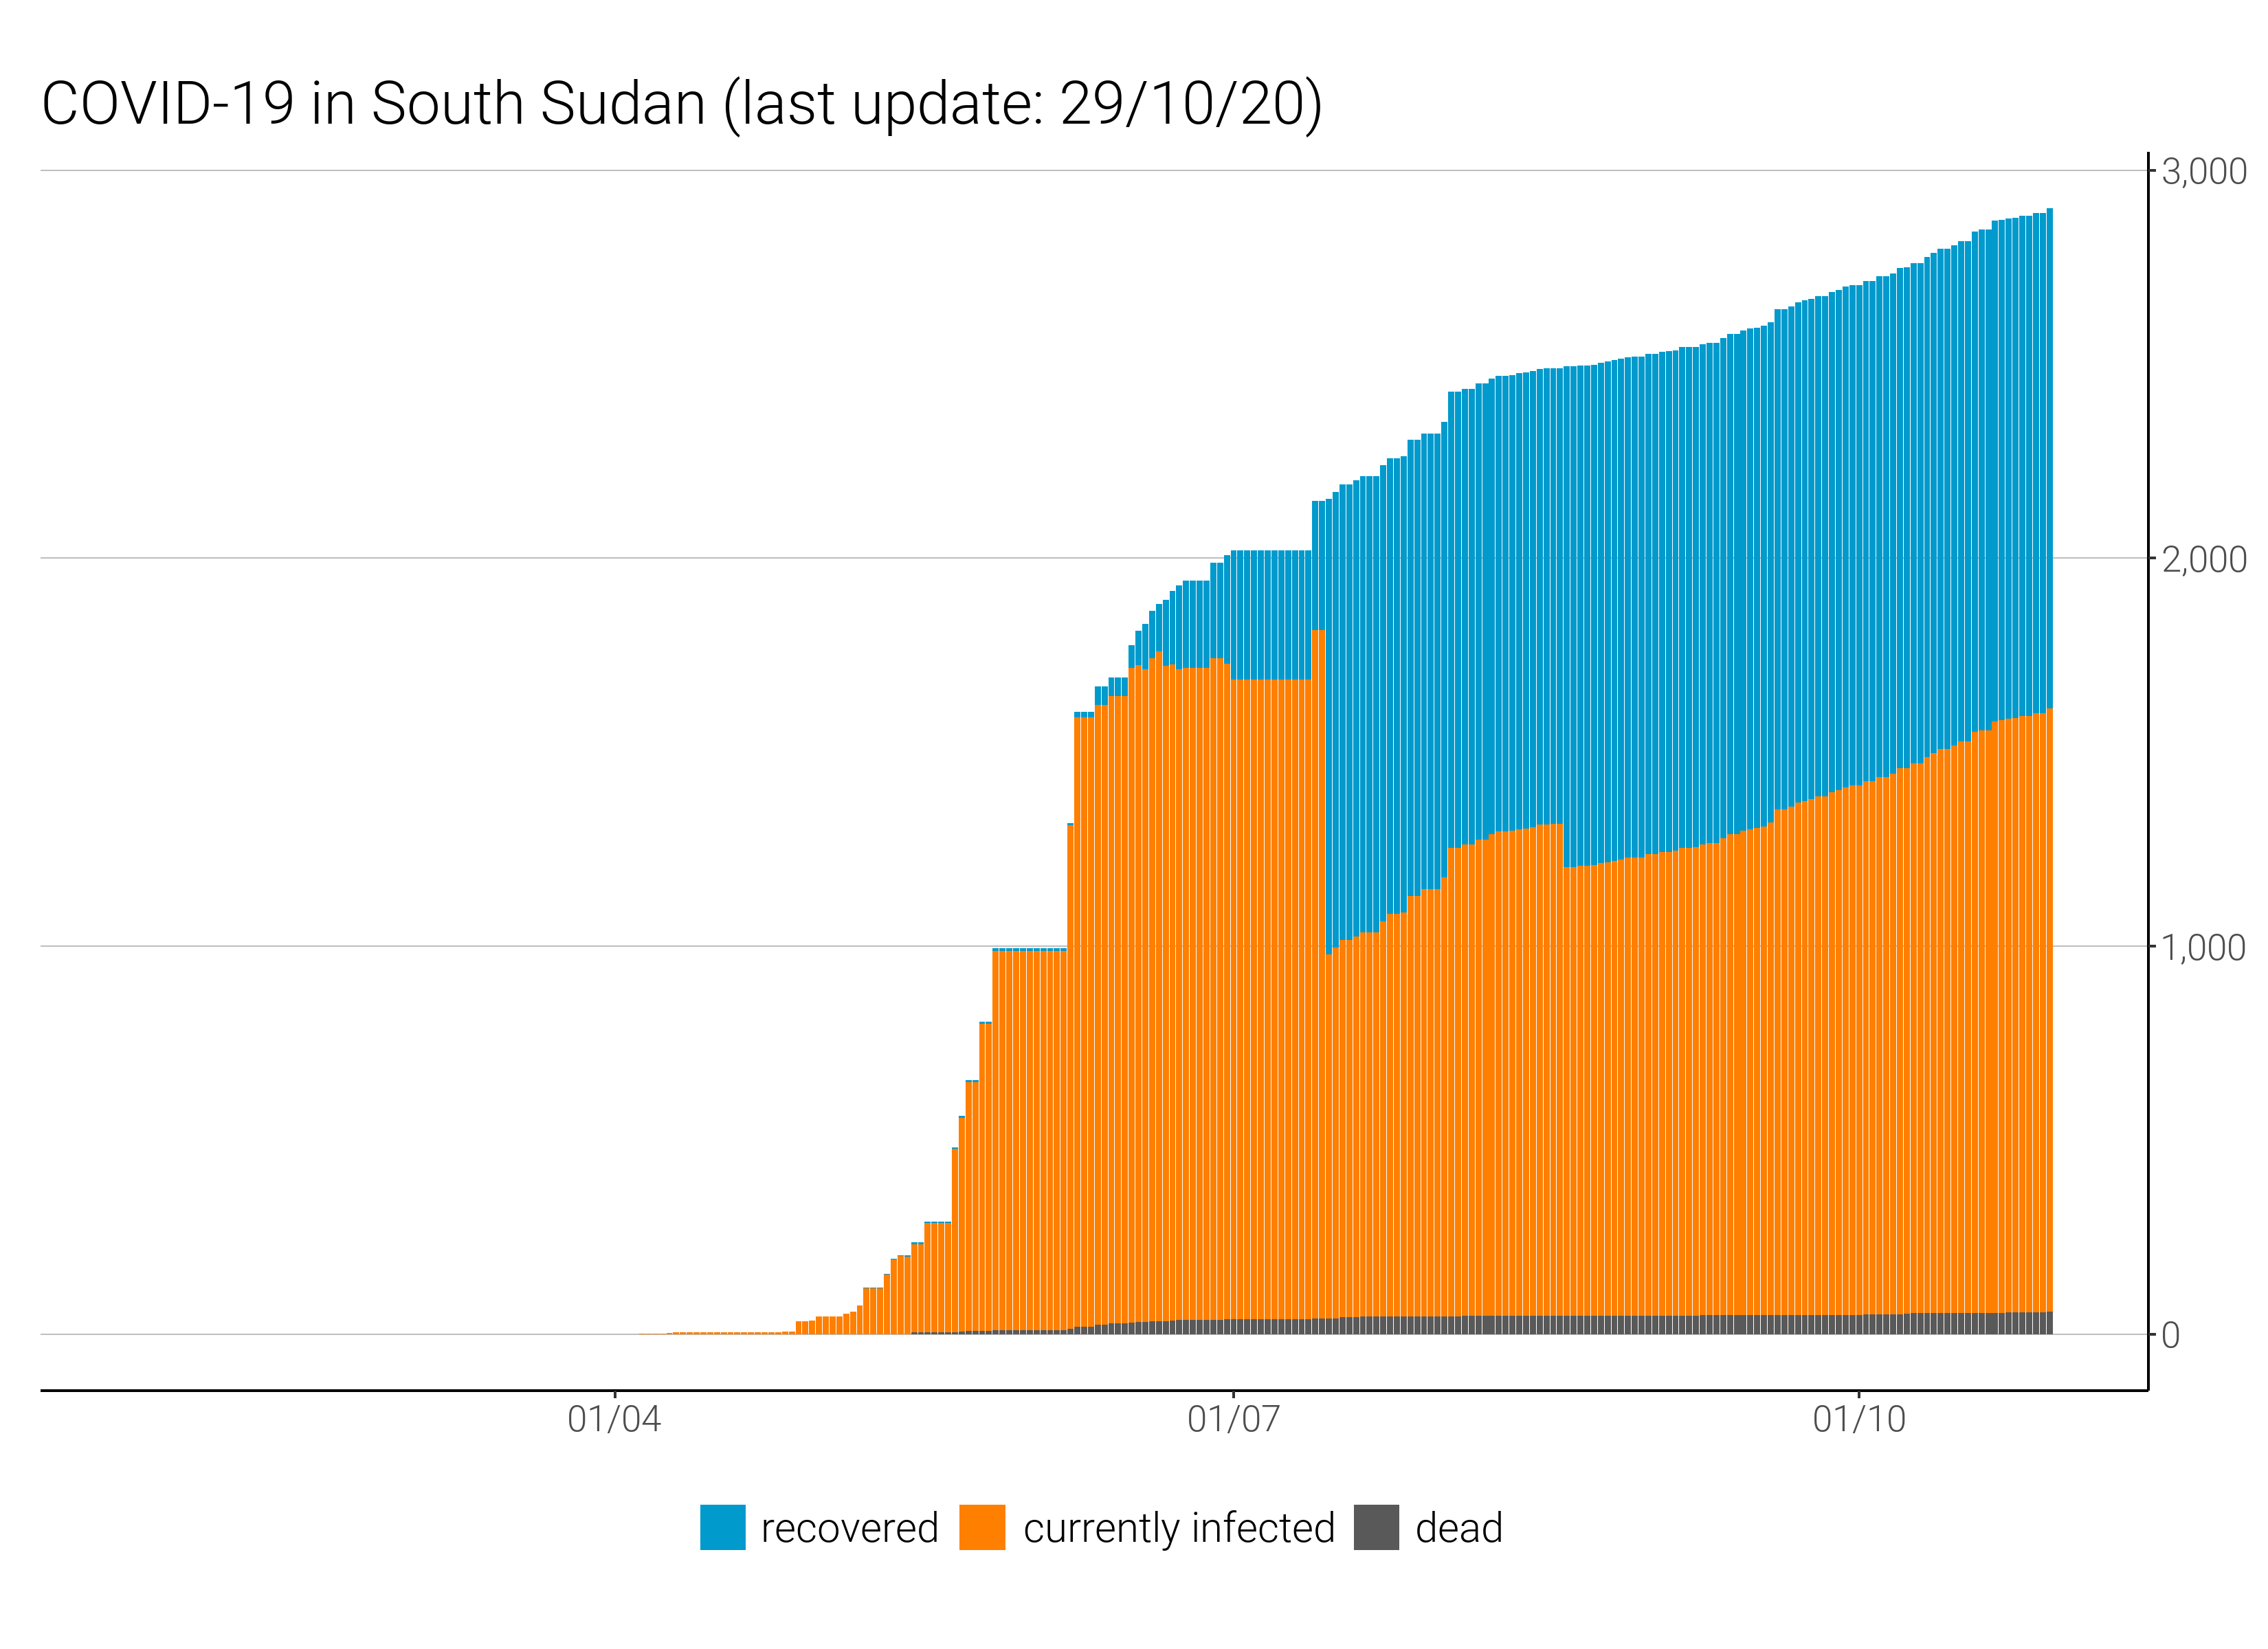 COVID-19 in South Sudan (last update: 29/10/20)
3,000
2,000
1,000
0
01/04 01/07 01/10
recovered currently infected dead